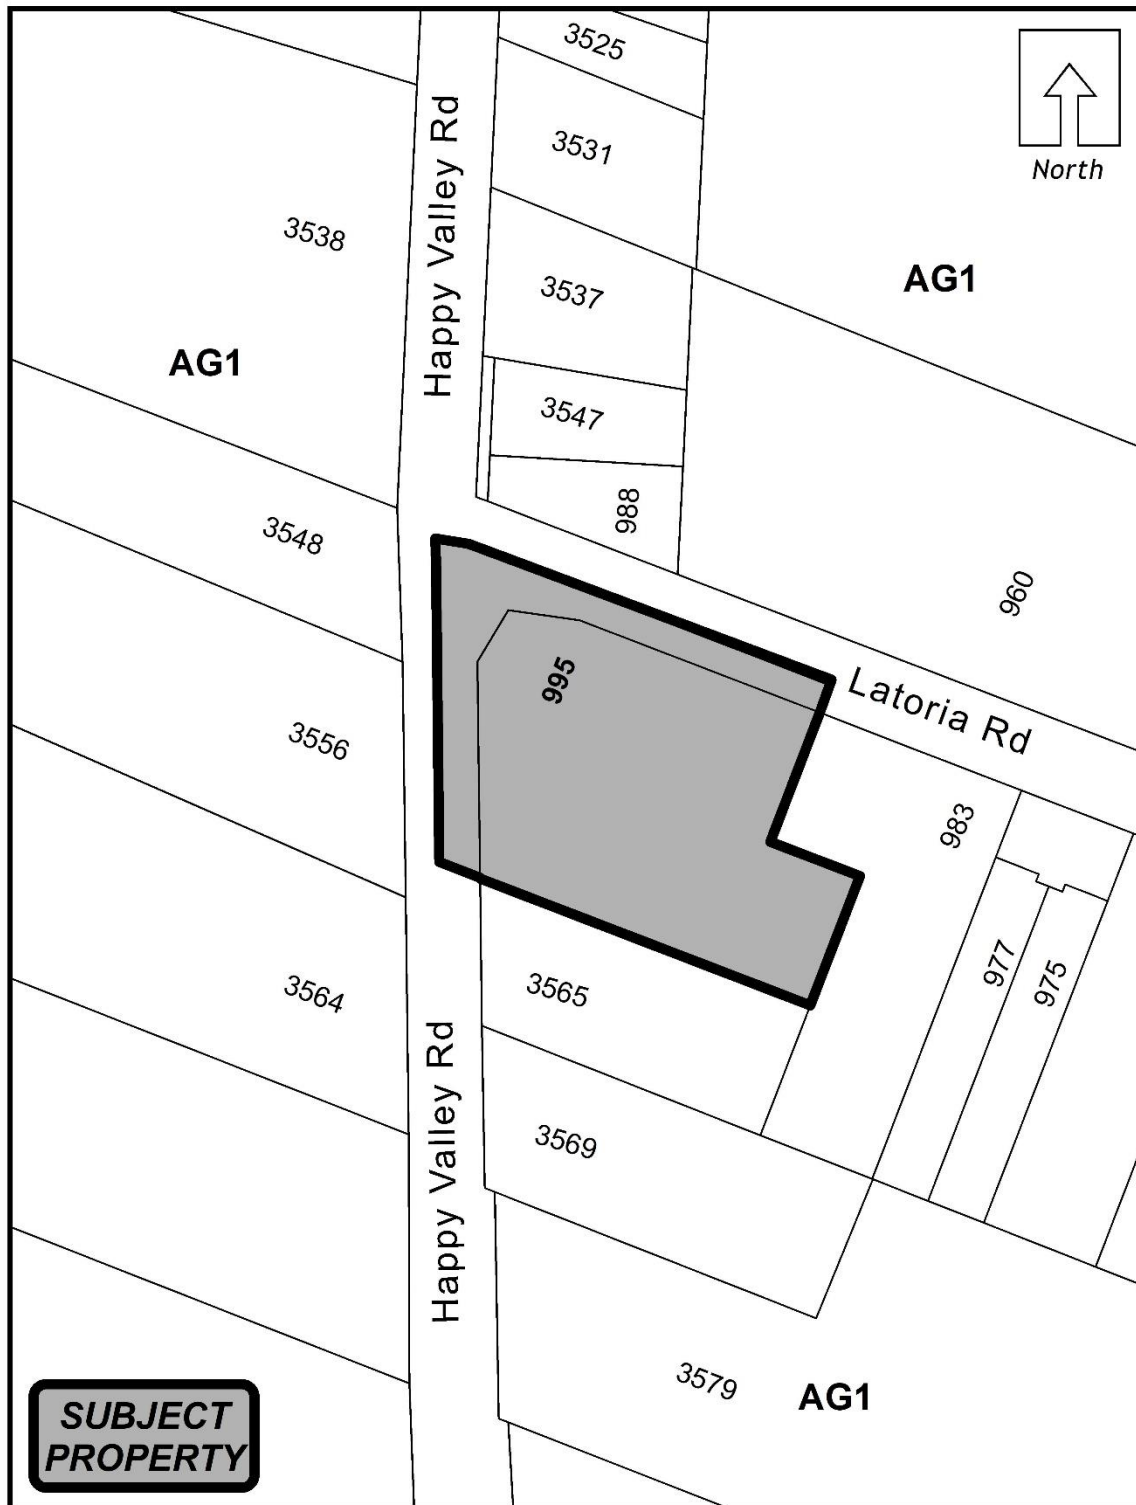 3525
Happy Valley Rd
3531
North
3538
AG1
3537
AG1
3547
988
3548
960
995
Latoria Rd
3556
983
977
975
3564
3565
Happy Valley Rd
3569
3579
AG1
SUBJECT
PROPERTY